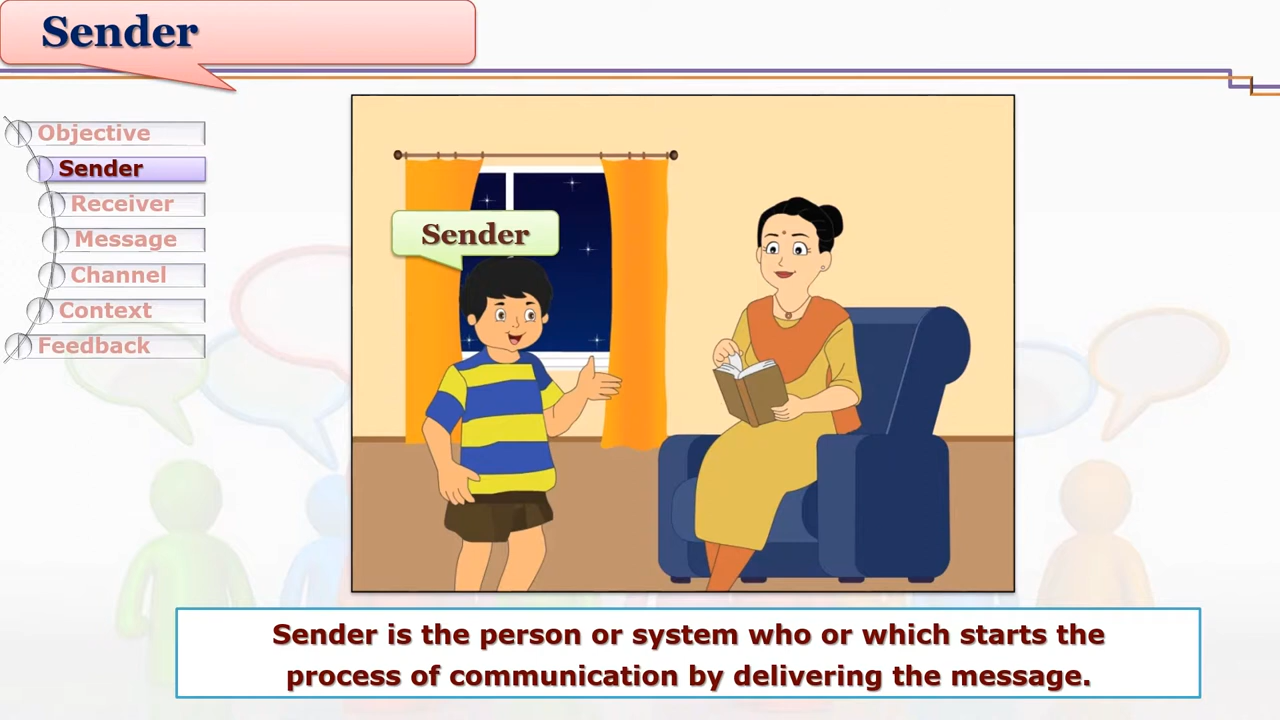 Sender
Objective
Sender
Receiver
Message
Channel
Context
Feedback
Sender
Sender is the person or system who or which starts the
process of communication by delivering the message.